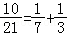 10/21 = 1/7 + 1/3